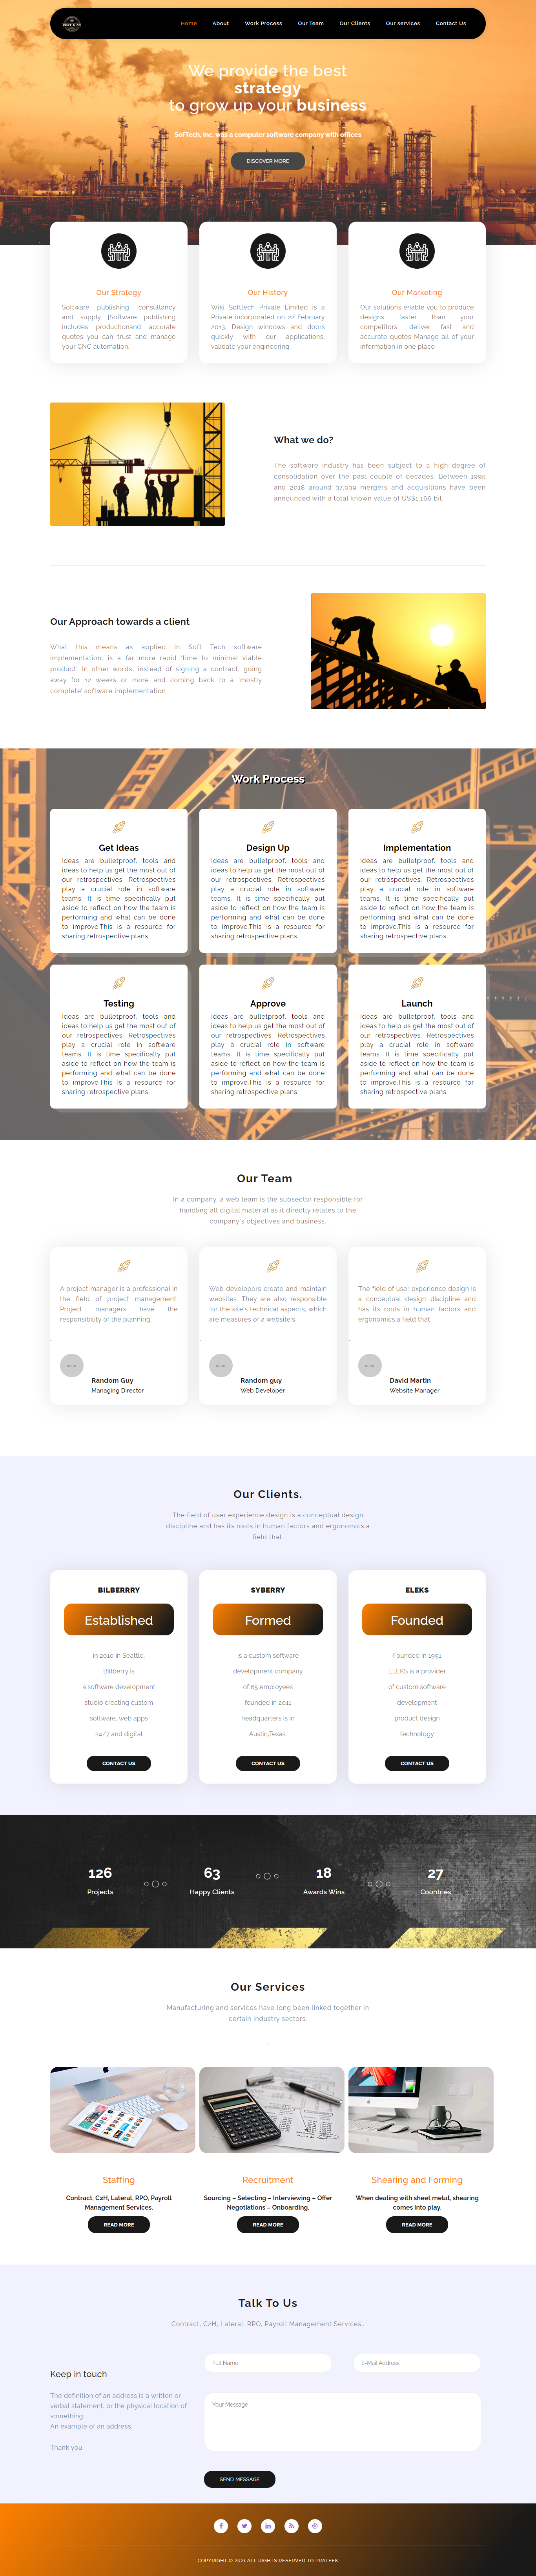 Home About Work Process Our Team Our Clients Our services Contact Us
We provide the best
strategy
to grow up your business
SofTech, Inc. was a computer software company with offices
DISCOVER MORE
Our Strategy
Software publishing, consultancy
and supply [Software publishing
includes productionand accurate
quotes you can trust and manage
your CNC automation.
Our History
Wiki Softtech Private Limited is a
Private incorporated on 22 February
2013. Design windows and doors
quickly with our applications,
validate your engineering,
Our Marketing
Our solutions enable you to produce
designs faster than your
competitors, deliver fast and
accurate quotes Manage all of your
information in one place
What we do?
The software industry has been subject to a high degree of
consolidation over the past couple of decades. Between 1995
and 2018 around 37,039 mergers and acquisitions have been
announced with a total known value of US$1,166 bil.
Our Approach towards a client
What this means as applied in Soft Tech software
implementation, is a far more rapid 'time to minimal viable
product'. in other words, instead of signing a contract, going
away for 12 weeks or more and coming back to a 'mostly
complete' software implementation
Work Process
Get Ideas
Ideas are bulletproof, tools and
ideas to help us get the most out of
our retrospectives. Retrospectives
play a crucial role in software
teams. It is time specifically put
aside to reflect on how the team is
performing and what can be done
to improve.This is a resource for
sharing retrospective plans.
Design Up
Ideas are bulletproof, tools and
ideas to help us get the most out of
our retrospectives. Retrospectives
play a crucial role in software
teams. It is time specifically put
aside to reflect on how the team is
performing and what can be done
to improve.This is a resource for
sharing retrospective plans.
Implementation
Ideas are bulletproof, tools and
ideas to help us get the most out of
our retrospectives. Retrospectives
play a crucial role in software
teams. It is time specifically put
aside to reflect on how the team is
performing and what can be done
to improve.This is a resource for
sharing retrospective plans.
Testing
Ideas are bulletproof, tools and
ideas to help us get the most out of
our retrospectives. Retrospectives
play a crucial role in software
teams. It is time specifically put
aside to reflect on how the team is
performing and what can be done
to improve.This is a resource for
sharing retrospective plans.
Approve
Ideas are bulletproof, tools and
ideas to help us get the most out of
our retrospectives. Retrospectives
play a crucial role in software
teams. It is time specifically put
aside to reflect on how the team is
performing and what can be done
to improve.This is a resource for
sharing retrospective plans.
Launch
Ideas are bulletproof, tools and
ideas to help us get the most out of
our retrospectives. Retrospectives
play a crucial role in software
teams. It is time specifically put
aside to reflect on how the team is
performing and what can be done
to improve.This is a resource for
sharing retrospective plans.
Our Team
In a company, a web team is the subsector responsible for
handling all digital material as it directly relates to the
company's objectives and business.
A project manager is a professional in
the field of project management.
Project managers have the
responsibility of the planning.
Random Guy
Managing Director
Web developers create and maintain
websites. They are also responsible
for the site's technical aspects, which
are measures of a website's
Random guy
Web Developer
The field of user experience design is
a conceptual design discipline and
has its roots in human factors and
ergonomics,a field that.
David Martin
Website Manager
Our Clients.
The field of user experience design is a conceptual design
discipline and has its roots in human factors and ergonomics,a
field that.
BILBERRRY
Established
In 2010 in Seattle.
Billberry is
a software development
studio creating custom
software, web apps
24/7 and digital
CONTACT US
SYBERRY
Formed
is a custom software
development company
of 65 employees
founded in 2011
headquarters is in
Austin,Texas.
CONTACT US
ELEKS
Founded
Founded in 1991
ELEKS is a provider
of custom software
development
product design
technology
CONTACT US
126
Projects
63
Happy Clients
18
Awards Wins
27
Countries
Our Services
Manufacturing and services have long been linked together in
certain industry sectors.
Staffing
Contract, C2H, Lateral, RPO, Payroll
Management Services.
READ MORE
Recruitment
Sourcing – Selecting – Interviewing – Offer
Negotiations – Onboarding.
READ MORE
Shearing and Forming
When dealing with sheet metal, shearing
comes into play.
READ MORE
Talk To Us
Contract, C2H, Lateral, RPO, Payroll Management Services..
Keep in touch
The definition of an address is a written or
verbal statement, or the physical location of
something.
An example of an address.
Thank you.
Full Name
E-Mail Address
Your Message
SEND MESSAGE
COPYRIGHT © 2021 ALL RIGHTS RESERVED TO PRATEEK